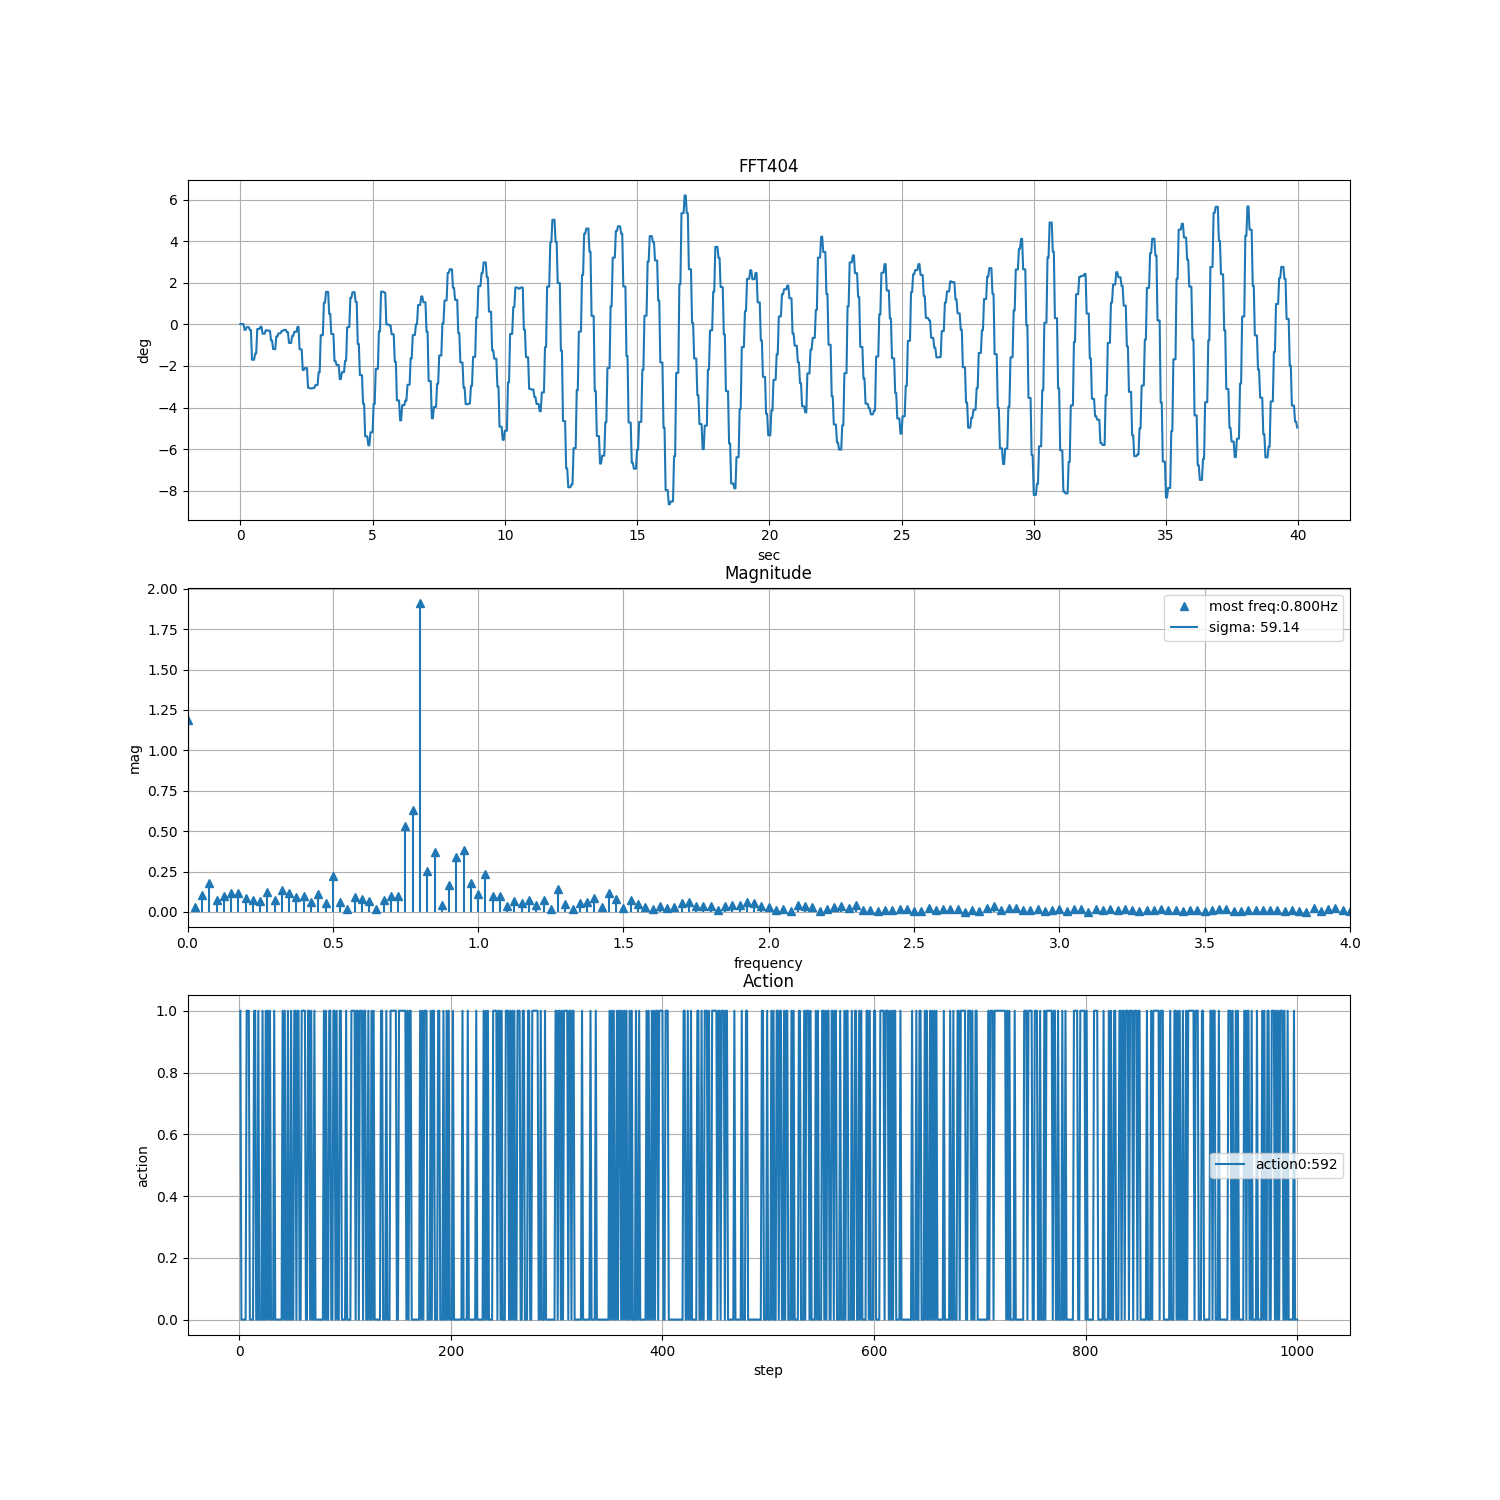 FFT404
6
4
2
0
−2
−4
−6
−8
deg
0 5 10 15 20 25 30 35 40
sec
Magnitude
2.00
1.75
1.50
1.25
1.00
0.75
0.50
0.25
0.00
mag
most freq:0.800Hz
sigma: 59.14
0.0 0.5 1.0 1.5 2.0 2.5 3.0 3.5 4.0
frequency
Action
1.0
0.8
0.6
0.4
0.2
0.0
action
action0:592
0 200 400 600 800 1000
step